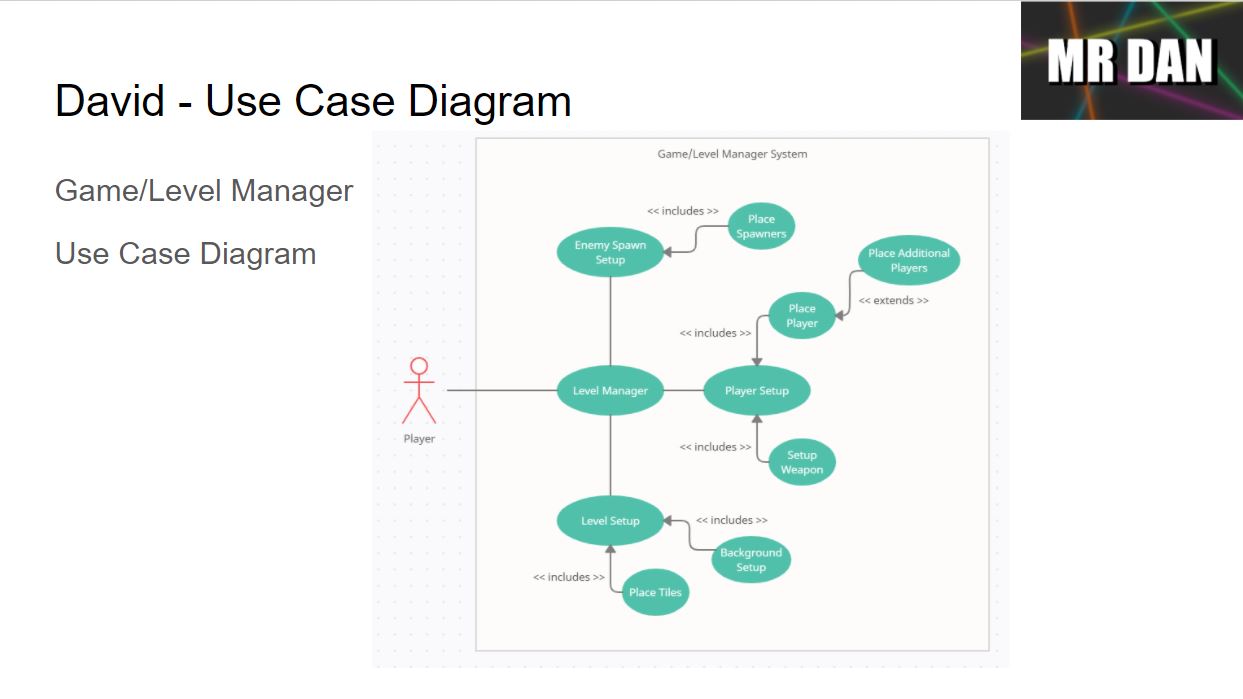 MR DAN
David - Use Case Diagram
Game/Level Manager
Use Case Diagram
Game/Level Manager System
<< includes >>
Place
Spawners
Enemy Spawn
Setup
Place Additional
Players
<< extends >>
Place
Player
<< includes >>
Level Manager
Player Setup
Player
<< includes >>
Setup
Weapon
Level Setup
<< includes >>
Background
Setup
<< includes >>
Place Tiles